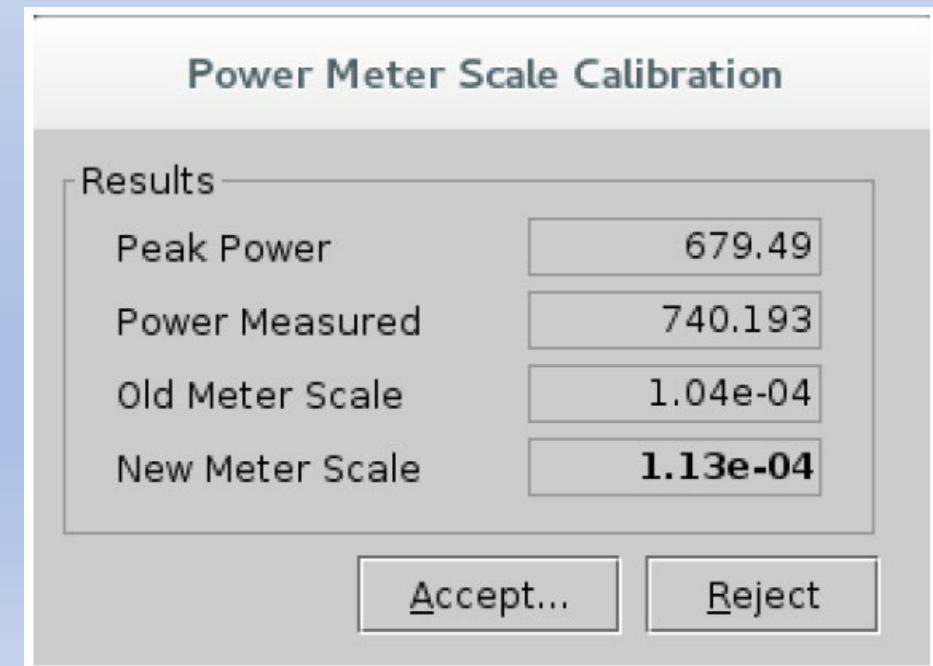 Power Meter Scale Calibration
Results
Peak Power 679.49
Power Measured 740.193
Old Meter Scale 1.04e-04
New Meter Scale 1.13e-04
Accept... Reject